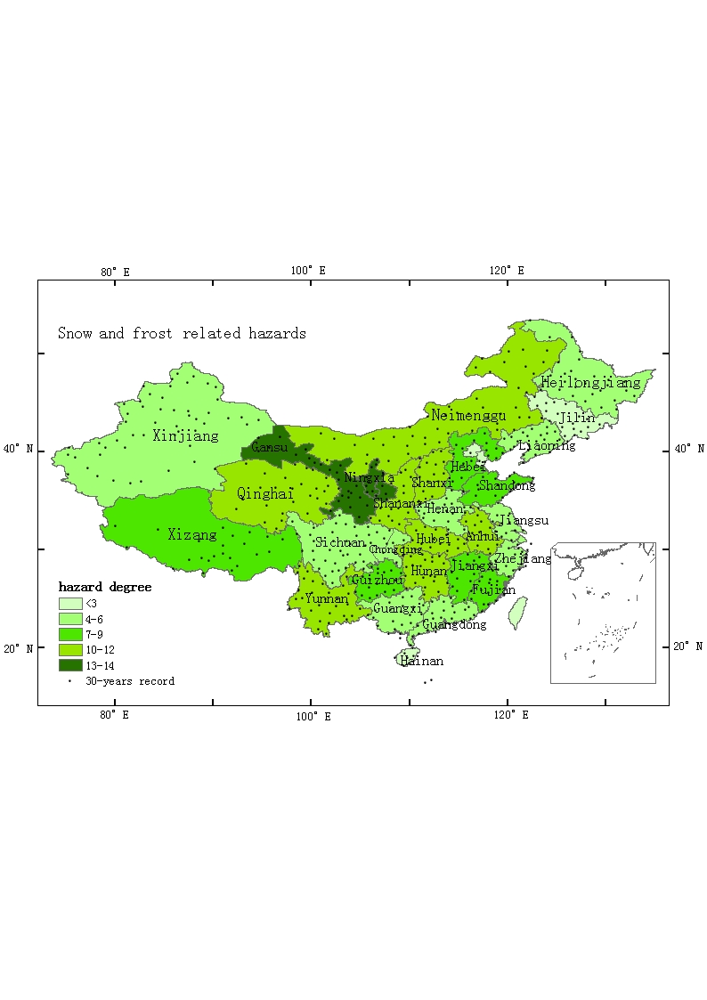 80° E 100° E 120° E
Snow and frost related hazards
Heilongjiang
Neimenggu
Jilin
Xinjiang
40° N Gansu Liaoning 40° N
Hebei
Ningxia
Shanxi
Shandong
Qinghai
Shananxi
Henan
Jiangsu
Xizang
Sichuan
Hubei
Anhui
Chongqing
Zhejiang
Hunan
Jiangxi
Guizhou
hazard degree
Fujian
Yunnan
<3
Guangxi
4-6
Guangdong
7-9
20° N 10-12 20° N
Hainan
13-14
30-years record
80° E 100° E 120° E